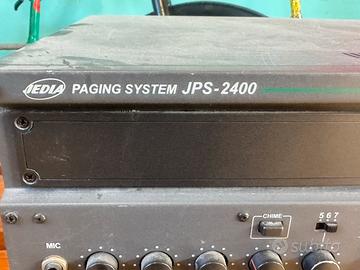 JEDIA PAGING SYSTEM JPS-2400
CHIME
5 6 7
MIC
subito